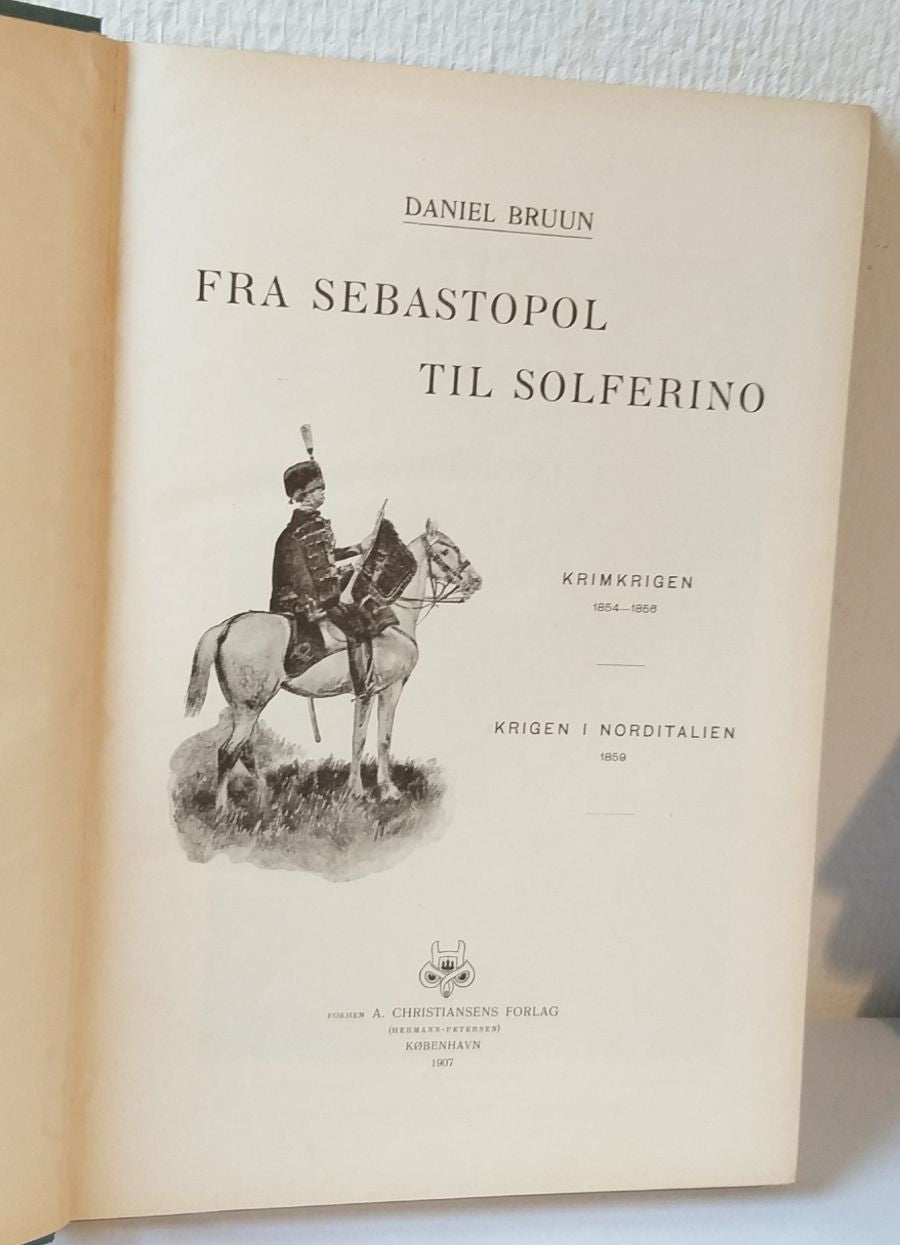 DANIEL BRUUN
FRA SEBASTOPOL
TIL SOLFERINO
KRIMKRIGEN
1854—1856
KRIGEN I NORDITALIEN
1859
FORHEN A. CHRISTIANSENS FORLAG
(HERMANN-PETERSEN)
KØBENHAVN
1907